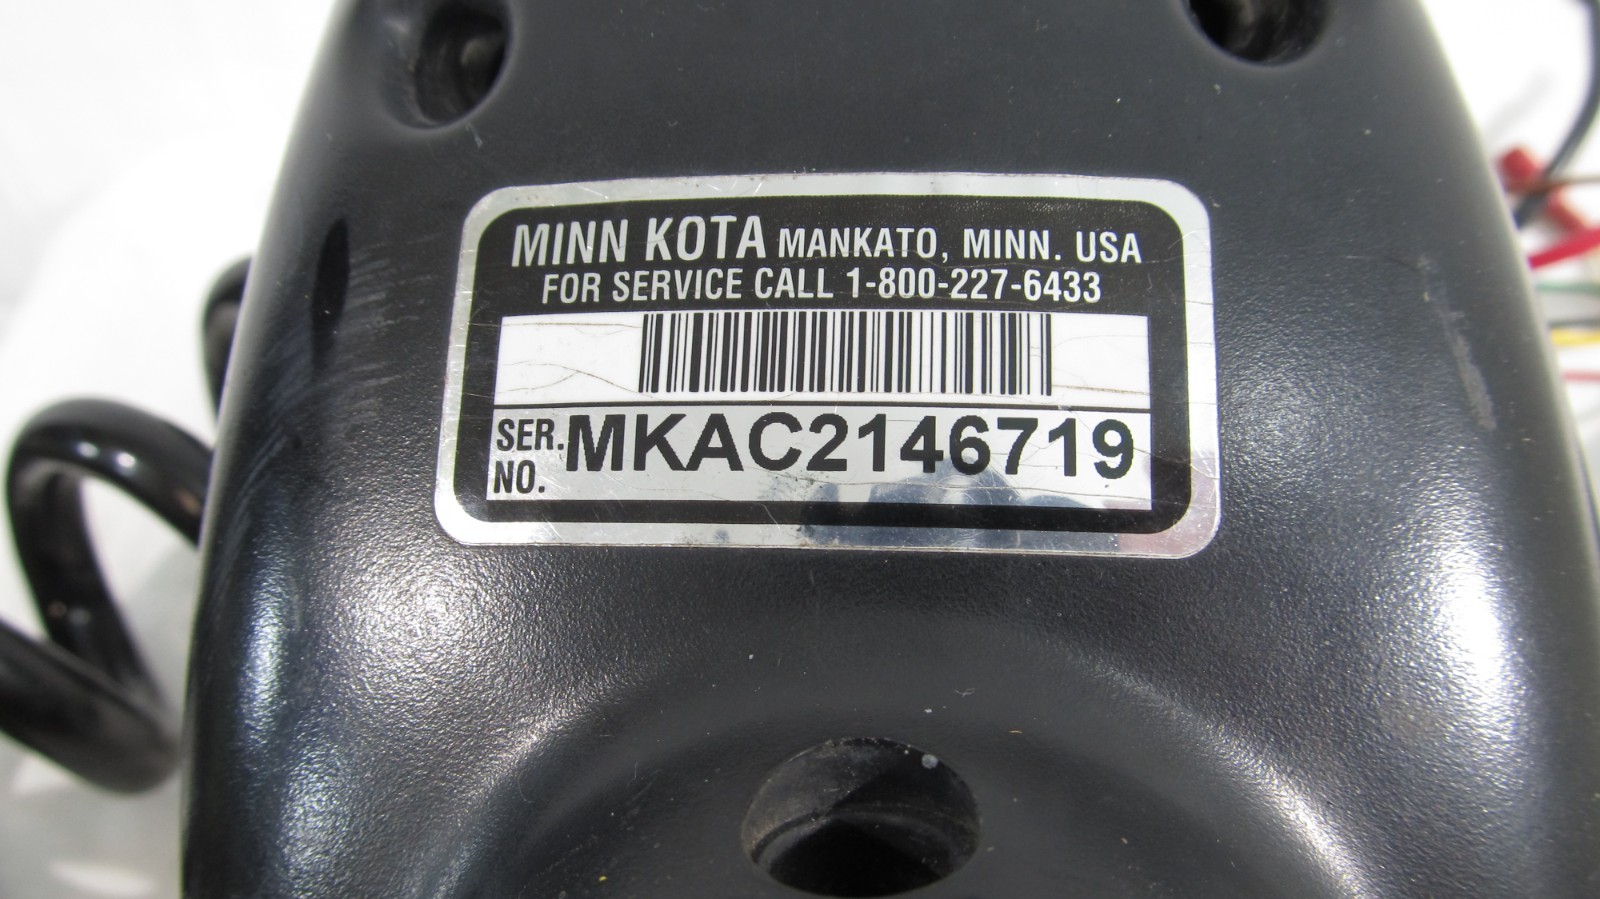 MINN KOTA MANKATO, MINN. USA
FOR SERVICE CALL 1-800-227-6433
SER. NO. MKAC2146719